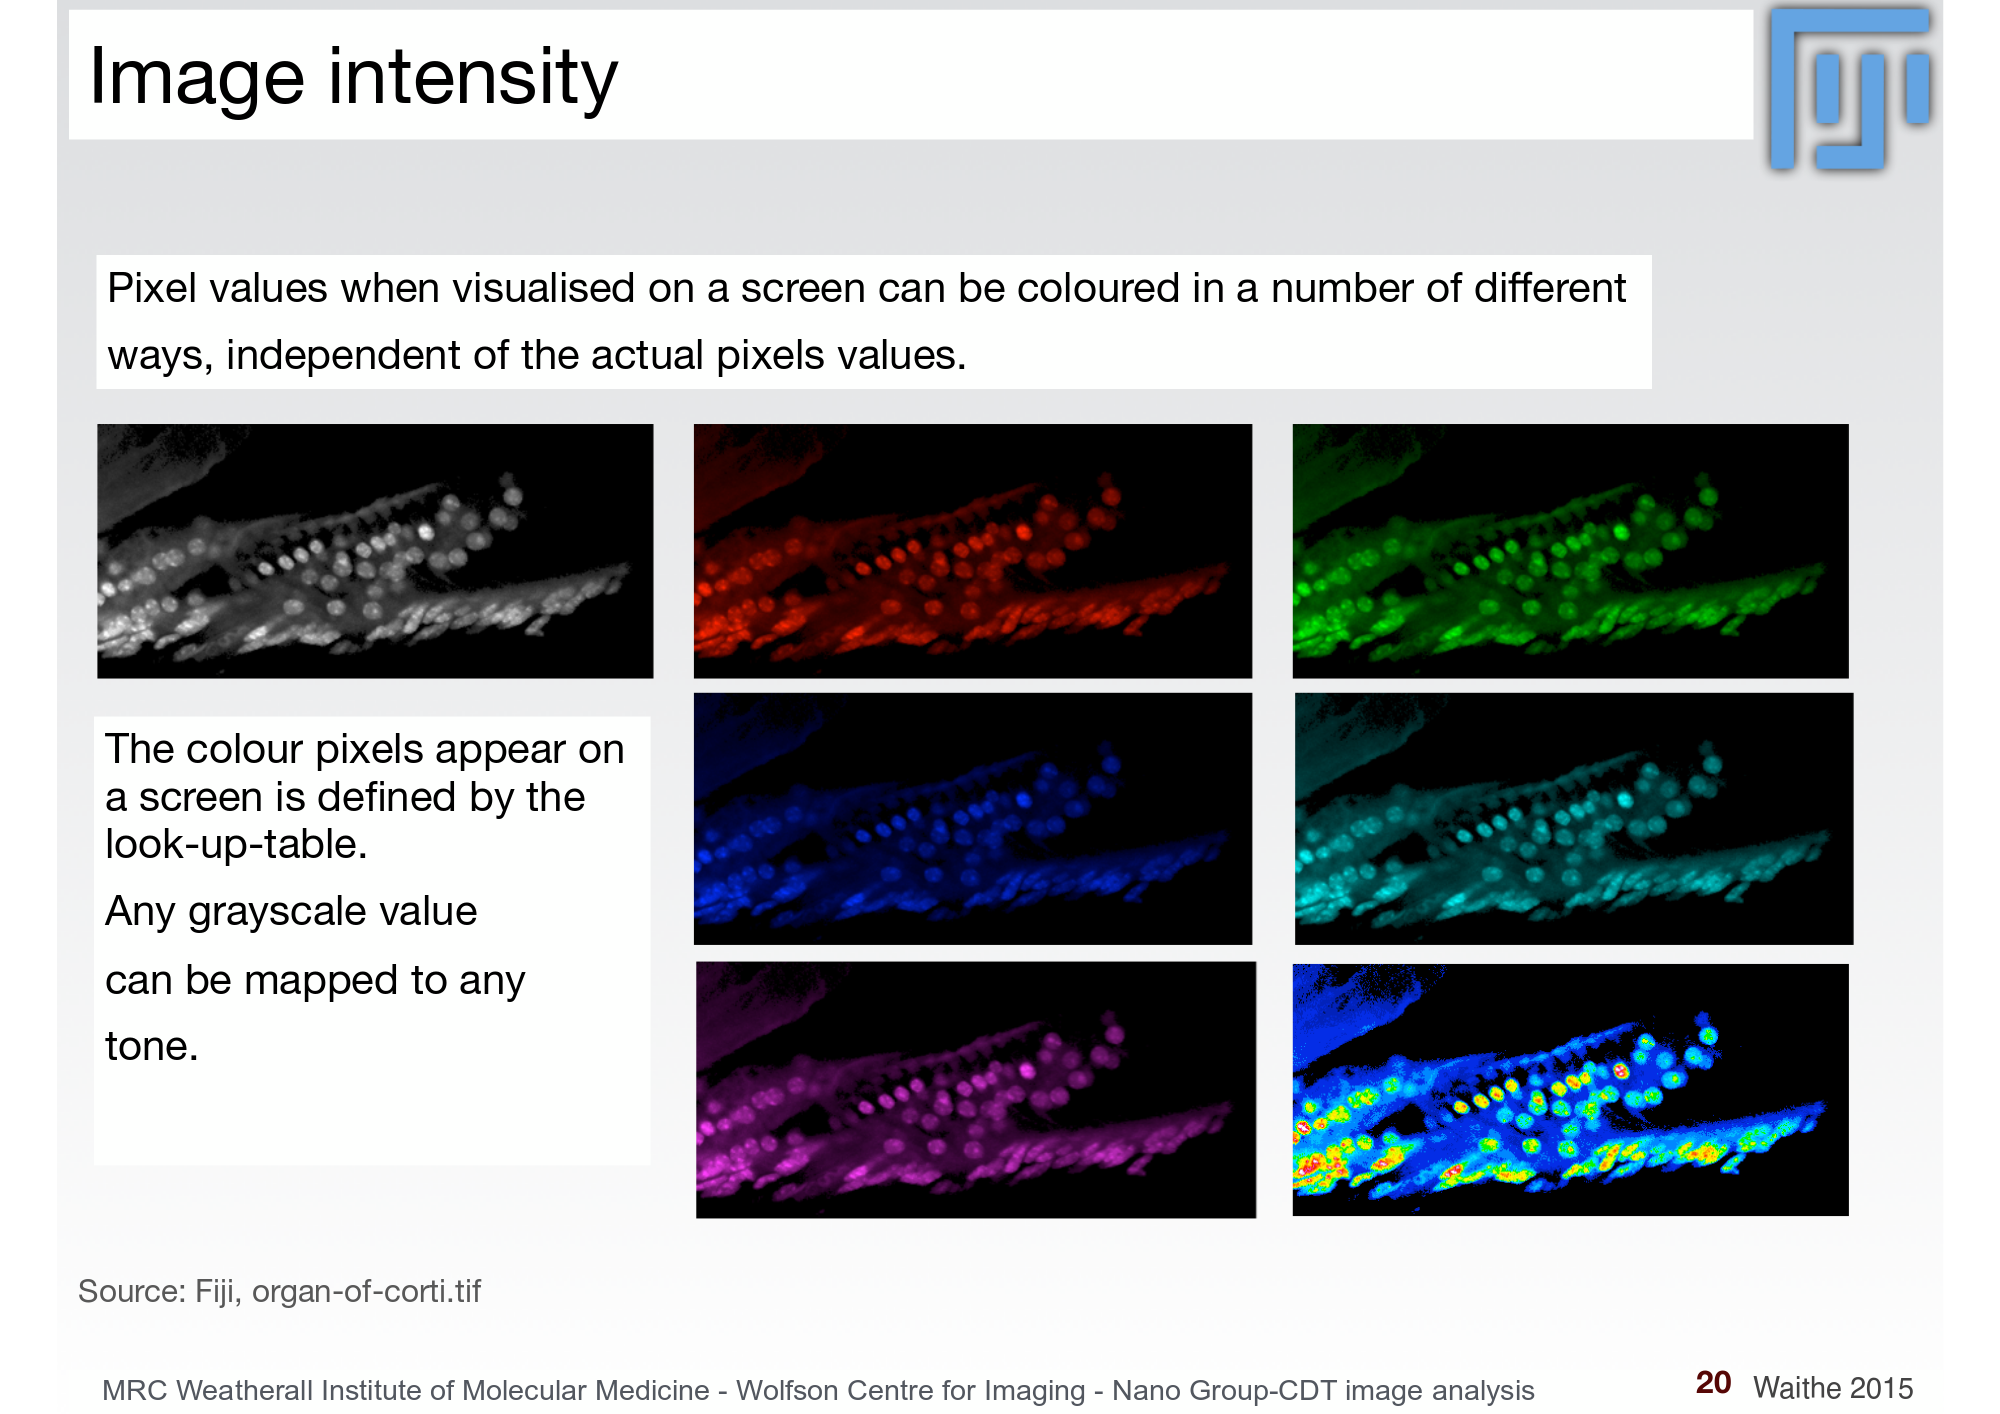 Image intensity
Pixel values when visualised on a screen can be coloured in a number of different
ways, independent of the actual pixels values.
The colour pixels appear on
a screen is defined by the
look-up-table.
Any grayscale value
can be mapped to any
tone.
Source: Fiji, organ-of-corti.tif
MRC Weatherall Institute of Molecular Medicine - Wolfson Centre for Imaging - Nano Group-CDT image analysis
20 Waithe 2015